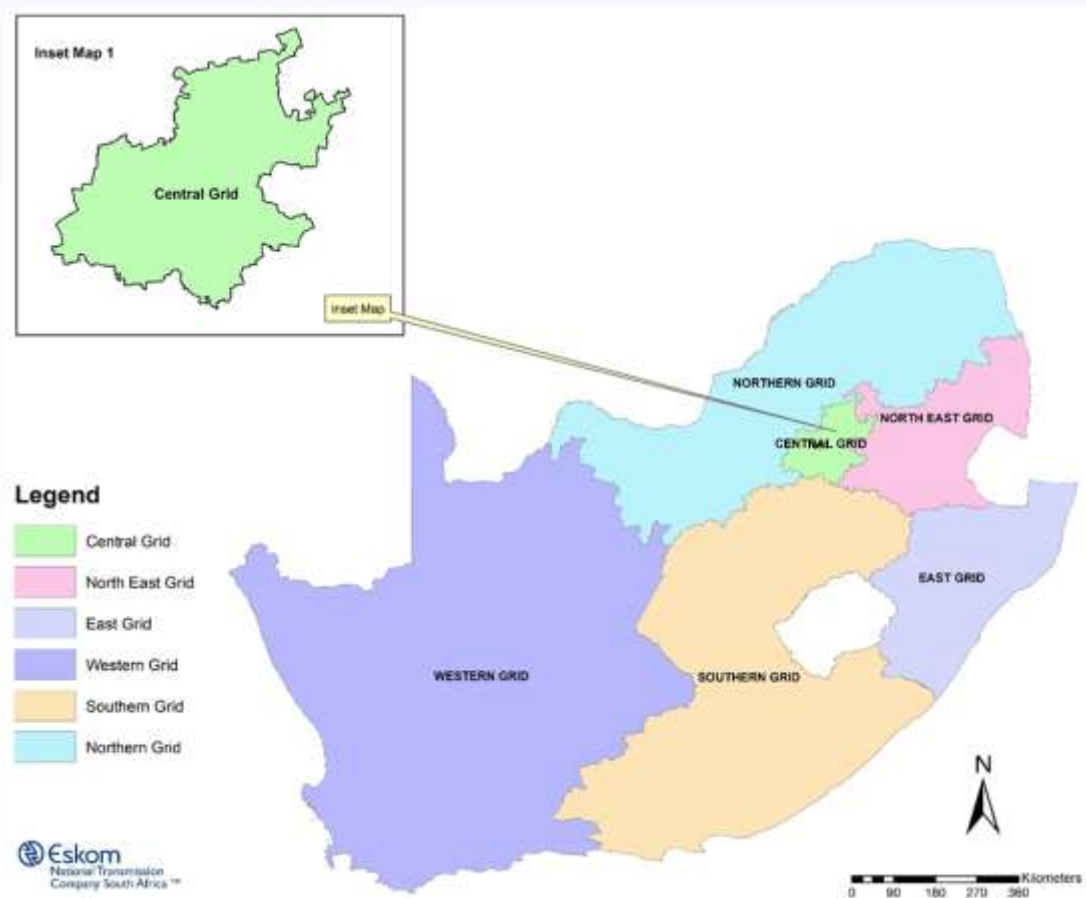 Inset Map 1
Central Grid
Inset Map
NORTHERN GRID
NORTH EAST GRID
CENTRAL GRID
EAST GRID
WESTERN GRID
SOUTHERN GRID
Legend
Central Grid
North East Grid
East Grid
Western Grid
Southern Grid
Northern Grid
N
Eskom
National Transmission
Company South Africa ™
Kilometers
0 90 180 270 360